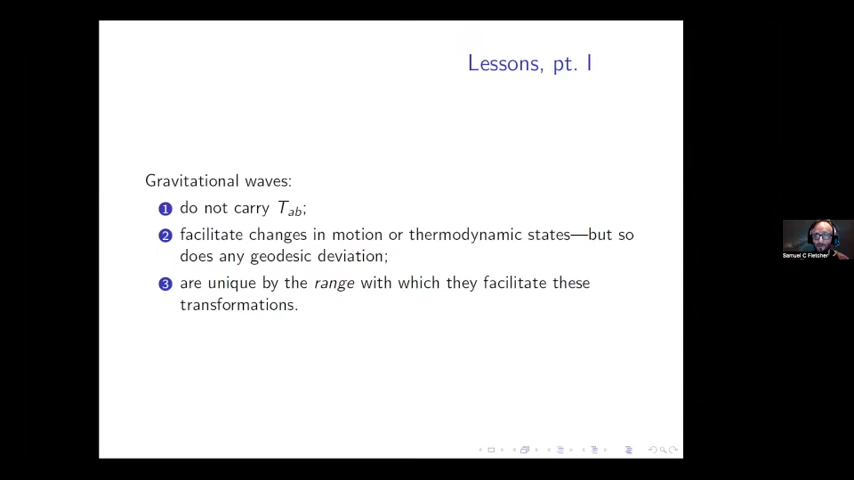 Lessons, pt. I
Gravitational waves:
1 do not carry T_ab;
2 facilitate changes in motion or thermodynamic states—but so
does any geodesic deviation;
3 are unique by the range with which they facilitate these
transformations.
Samuel C Fletcher